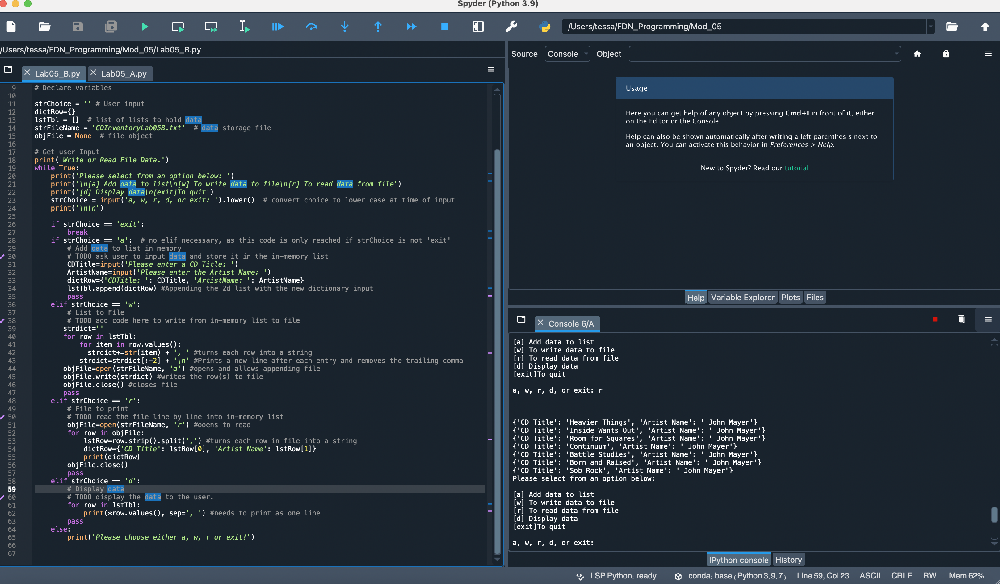 Spyder (Python 3.9)
/Users/tessa/FDN_Programming/Mod_05
/Users/tessa/FDN_Programming/Mod_05/Lab05_B.py
Lab05_B.py
Lab05_A.py
9 # Declare variables
10
11 strChoice = '' # User input
12 dictRow={}
13 lstTbl = []  # list of lists to hold data
14 strFileName = 'CDInventoryLab05B.txt'  # data storage file
15 objFile = None  # file object
16
17 # Get user Input
18 print('Write or Read File Data.')
19 while True:
20     print('Please select from an option below: ')
21     print('\n[a] Add data to list\n[w] To write data to file\n[r] To read data from file')
22     print('[d] Display data\n[exit]To quit')
23     strChoice = input('a, w, r, d, or exit: ').lower()  # convert choice to lower case at time of input
24     print('\n\n')
25
26     if strChoice == 'exit':
27         break
28     if strChoice == 'a':  # no elif necessary, as this code is only reached if strChoice is not 'exit'
29         # Add data to list in memory
30         # TODO ask user to input data and store it in the in-memory list
31         CDTitle=input('Please enter a CD Title: ')
32         ArtistName=input('Please enter the Artist Name: ')
33         dictRow={'CDTitle: ': CDTitle, 'ArtistName: ': ArtistName}
34         lstTbl.append(dictRow) #Appending the 2d list with the new dictionary input
35         pass
36     elif strChoice == 'w':
37         # List to File
38         # TODO add code here to write from in-memory list to file
39        strdict=''
40        for row in lstTbl:
41            for item in row.values():
42              strdict+=str(item) + ', ' #turns each row into a string
43            strdict=strdict[:-2] + '\n' #Prints a new line after each entry and removes the trailing comma
44        objFile=open(strFileName, 'a') #opens and allows appending file
45        objFile.write(strdict) #writes the row(s) to file
46        objFile.close() #closes file
47        pass
48     elif strChoice == 'r':
49         # File to print
50         # TODO read the file line by line into in-memory list
51         objFile=open(strFileName, 'r') #ooens to read
52         for row in objFile:
53             lstRow=row.strip().split(',') #turns each row in file into a string
54             dictRow={'CD Title': lstRow[0], 'Artist Name': lstRow[1]}
55             print(dictRow)
56         objFile.close()
57         pass
58     elif strChoice == 'd':
59         # Display data
60         # TODO display the data to the user.
61         for row in lstTbl:
62             print(*row.values(), sep=', ') #needs to print as one line
63         pass
64     else:
65         print('Please choose either a, w, r or exit!')
66
67
Source Console Object
Usage
Here you can get help of any object by pressing Cmd+I in front of it, either
on the Editor or the Console.
Help can also be shown automatically after writing a left parenthesis next to
an object. You can activate this behavior in Preferences > Help.
New to Spyder? Read our tutorial
Help Variable Explorer Plots Files
Console 6/A
[a] Add data to list
[w] To write data to file
[r] To read data from file
[d] Display data
[exit]To quit
a, w, r, d, or exit: r
{'CD Title': 'Heavier Things', 'Artist Name': ' John Mayer'}
{'CD Title': 'Inside Wants Out', 'Artist Name': ' John Mayer'}
{'CD Title': 'Room for Squares', 'Artist Name': ' John Mayer'}
{'CD Title': 'Continuum', 'Artist Name': ' John Mayer'}
{'CD Title': 'Battle Studies', 'Artist Name': ' John Mayer'}
{'CD Title': 'Born and Raised', 'Artist Name': ' John Mayer'}
{'CD Title': 'Sob Rock', 'Artist Name': ' John Mayer'}
Please select from an option below:
[a] Add data to list
[w] To write data to file
[r] To read data from file
[d] Display data
[exit]To quit
a, w, r, d, or exit:
IPython console History
LSP Python: ready conda: base (Python 3.9.7) Line 59, Col 23 ASCII CRLF RW Mem 62%